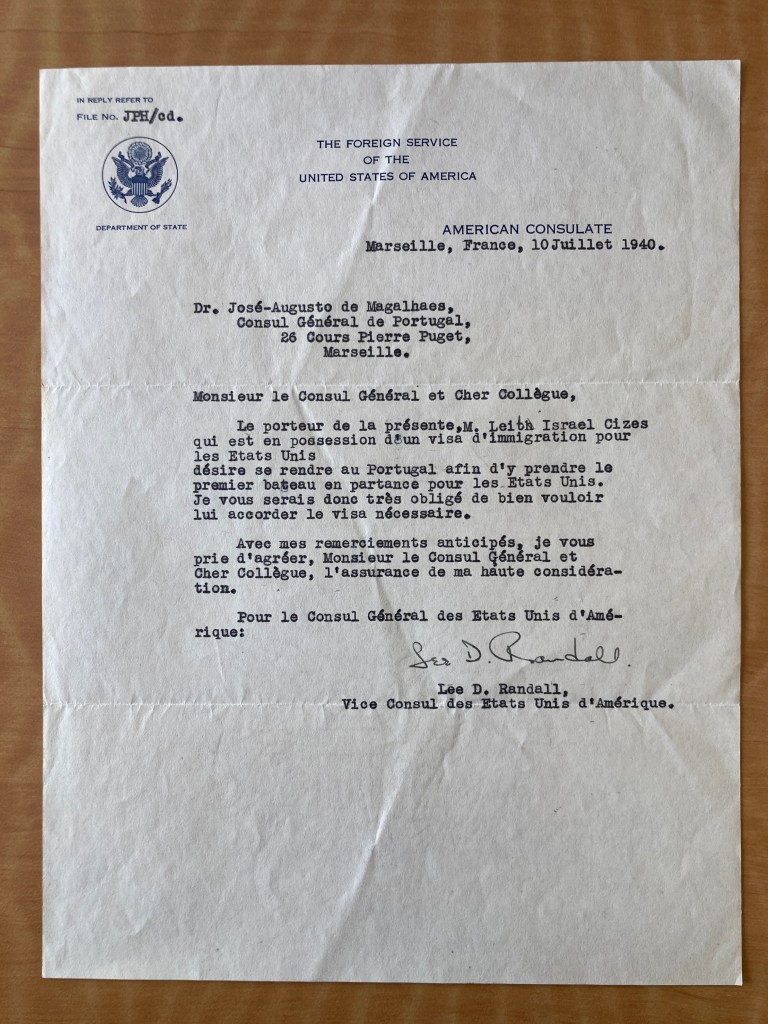 IN REPLY REFER TO
FILE NO. JPH/cd.
THE FOREIGN SERVICE
OF THE
UNITED STATES OF AMERICA
DEPARTMENT OF STATE
AMERICAN CONSULATE
Marseille, France, 10 Juillet 1940.
Dr. José-Augusto de Magalhaes,
Consul Général de Portugal,
26 Cours Pierre Puget,
Marseille.
Monsieur le Consul Général et Cher Collègue,
Le porteur de la présente,M. Leith Israel Cizes
qui est en possession d'un visa d'immigration pour
les Etats Unis
désire se rendre au Portugal afin d'y prendre le
premier bateau en partance pour les Etats Unis.
Je vous serais donc très obligé de bien vouloir
lui accorder le visa nécessaire.
Avec mes remerciements anticipés, je vous
prie d'agréer, Monsieur le Consul Général et
Cher Collègue, l'assurance de ma haute considéra-
tion.
Pour le Consul Général des Etats Unis d'Amé-
rique:
Lee D. Randall.
Lee D. Randall,
Vice Consul des Etats Unis d'Amérique.